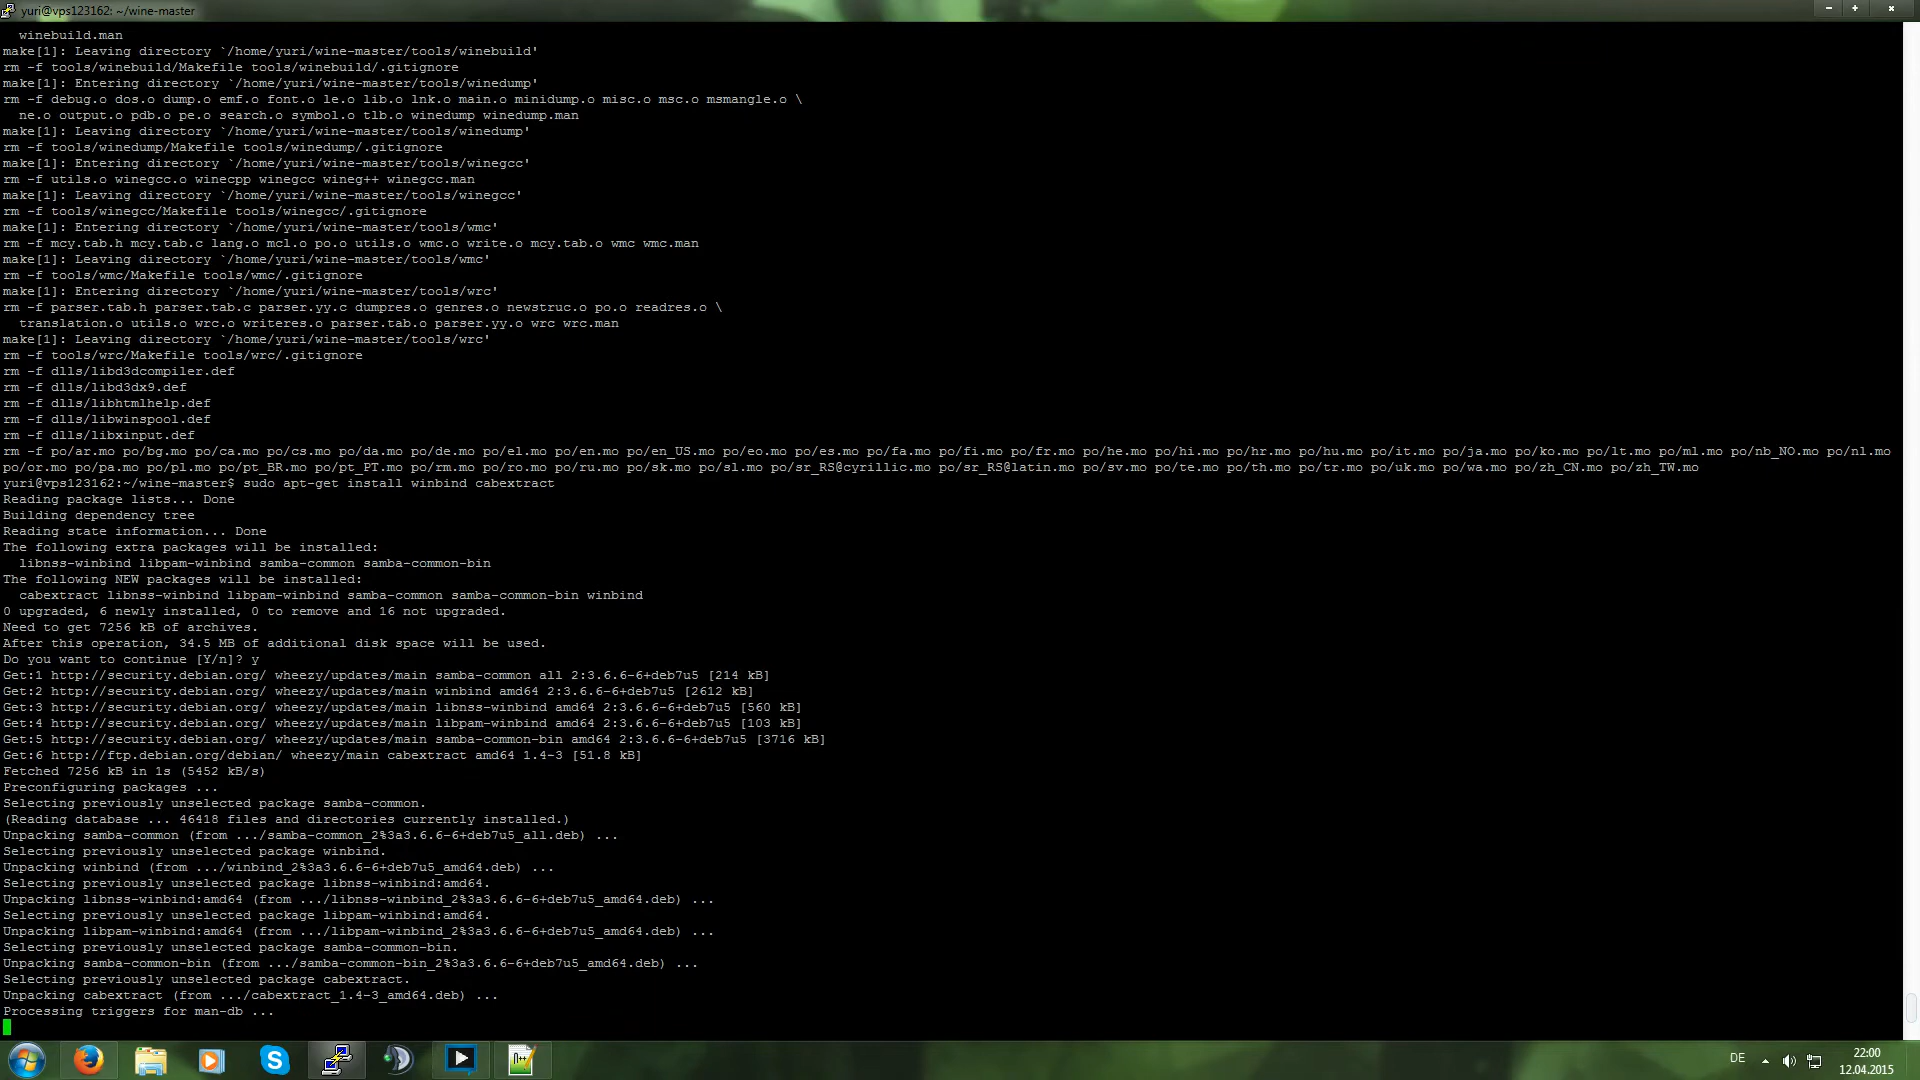 yuri@vps123162: ~/wine-master
winebuild.man
make[1]: Leaving directory `/home/yuri/wine-master/tools/winebuild'
rm -f tools/winebuild/Makefile tools/winebuild/.gitignore
make[1]: Entering directory `/home/yuri/wine-master/tools/winedump'
rm -f debug.o dos.o dump.o emf.o font.o le.o lib.o lnk.o main.o minidump.o misc.o msc.o msmangle.o \
ne.o output.o pdb.o pe.o search.o symbol.o tlb.o winedump winedump.man
make[1]: Leaving directory `/home/yuri/wine-master/tools/winedump'
rm -f tools/winedump/Makefile tools/winedump/.gitignore
make[1]: Entering directory `/home/yuri/wine-master/tools/winegcc'
rm -f utils.o winegcc.o winecpp winegcc wineg++ winegcc.man
make[1]: Leaving directory `/home/yuri/wine-master/tools/winegcc'
rm -f tools/winegcc/Makefile tools/winegcc/.gitignore
make[1]: Entering directory `/home/yuri/wine-master/tools/wmc'
rm -f mcy.tab.h mcy.tab.c lang.o mcl.o po.o utils.o wmc.o write.o mcy.tab.o wmc wmc.man
make[1]: Leaving directory `/home/yuri/wine-master/tools/wmc'
rm -f tools/wmc/Makefile tools/wmc/.gitignore
make[1]: Entering directory `/home/yuri/wine-master/tools/wrc'
rm -f parser.tab.h parser.tab.c parser.yy.c dumpres.o genres.o newstruc.o po.o readres.o \
translation.o utils.o wrc.o writeres.o parser.tab.o parser.yy.o wrc wrc.man
make[1]: Leaving directory `/home/yuri/wine-master/tools/wrc'
rm -f tools/wrc/Makefile tools/wrc/.gitignore
rm -f dlls/libd3dcompiler.def
rm -f dlls/libd3dx9.def
rm -f dlls/libhtmlhelp.def
rm -f dlls/libwinspool.def
rm -f dlls/libxinput.def
rm -f po/ar.mo po/bg.mo po/ca.mo po/cs.mo po/da.mo po/de.mo po/el.mo po/en.mo po/en_US.mo po/eo.mo po/es.mo po/fa.mo po/fi.mo po/fr.mo po/he.mo po/hi.mo po/hr.mo po/hu.mo po/it.mo po/ja.mo po/ko.mo po/lt.mo po/ml.mo po/nb_NO.mo po/nl.mo
po/or.mo po/pa.mo po/pl.mo po/pt_BR.mo po/pt_PT.mo po/rm.mo po/ro.mo po/ru.mo po/sk.mo po/sl.mo po/sr_RS@cyrillic.mo po/sr_RS@latin.mo po/sv.mo po/te.mo po/th.mo po/tr.mo po/uk.mo po/wa.mo po/zh_CN.mo po/zh_TW.mo
yuri@vps123162:~/wine-master$ sudo apt-get install winbind cabextract
Reading package lists... Done
Building dependency tree
Reading state information... Done
The following extra packages will be installed:
libnss-winbind libpam-winbind samba-common samba-common-bin
The following NEW packages will be installed:
cabextract libnss-winbind libpam-winbind samba-common samba-common-bin winbind
0 upgraded, 6 newly installed, 0 to remove and 16 not upgraded.
Need to get 7256 kB of archives.
After this operation, 34.5 MB of additional disk space will be used.
Do you want to continue [Y/n]? y
Get:1 http://security.debian.org/ wheezy/updates/main samba-common all 2:3.6.6-6+deb7u5 [214 kB]
Get:2 http://security.debian.org/ wheezy/updates/main winbind amd64 2:3.6.6-6+deb7u5 [2612 kB]
Get:3 http://security.debian.org/ wheezy/updates/main libnss-winbind amd64 2:3.6.6-6+deb7u5 [560 kB]
Get:4 http://security.debian.org/ wheezy/updates/main libpam-winbind amd64 2:3.6.6-6+deb7u5 [103 kB]
Get:5 http://security.debian.org/ wheezy/updates/main samba-common-bin amd64 2:3.6.6-6+deb7u5 [3716 kB]
Get:6 http://ftp.debian.org/debian/ wheezy/main cabextract amd64 1.4-3 [51.8 kB]
Fetched 7256 kB in 1s (5452 kB/s)
Preconfiguring packages ...
Selecting previously unselected package samba-common.
(Reading database ... 46418 files and directories currently installed.)
Unpacking samba-common (from .../samba-common_2%3a3.6.6-6+deb7u5_all.deb) ...
Selecting previously unselected package winbind.
Unpacking winbind (from .../winbind_2%3a3.6.6-6+deb7u5_amd64.deb) ...
Selecting previously unselected package libnss-winbind:amd64.
Unpacking libnss-winbind:amd64 (from .../libnss-winbind_2%3a3.6.6-6+deb7u5_amd64.deb) ...
Selecting previously unselected package libpam-winbind:amd64.
Unpacking libpam-winbind:amd64 (from .../libpam-winbind_2%3a3.6.6-6+deb7u5_amd64.deb) ...
Selecting previously unselected package samba-common-bin.
Unpacking samba-common-bin (from .../samba-common-bin_2%3a3.6.6-6+deb7u5_amd64.deb) ...
Selecting previously unselected package cabextract.
Unpacking cabextract (from .../cabextract_1.4-3_amd64.deb) ...
Processing triggers for man-db ...
DE
22:00
12.04.2015